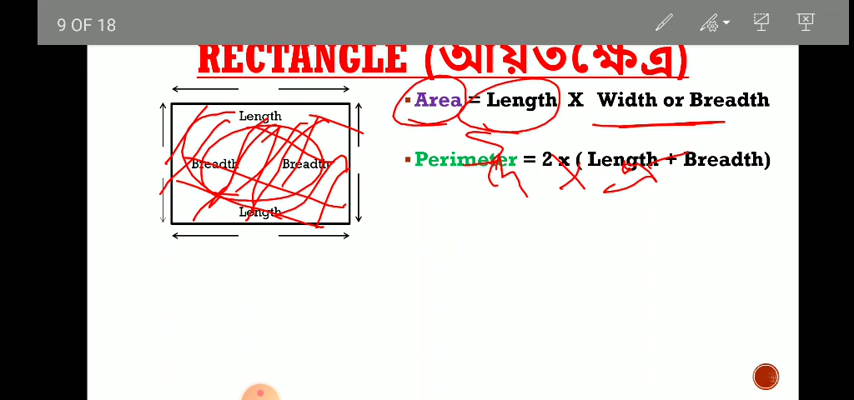 9 OF 18
RECTANGLE (আয়তক্ষেত্র)
Length
Breadth Breadth
Length
▪Area = Length X Width or Breadth
▪Perimeter = 2 x ( Length + Breadth)